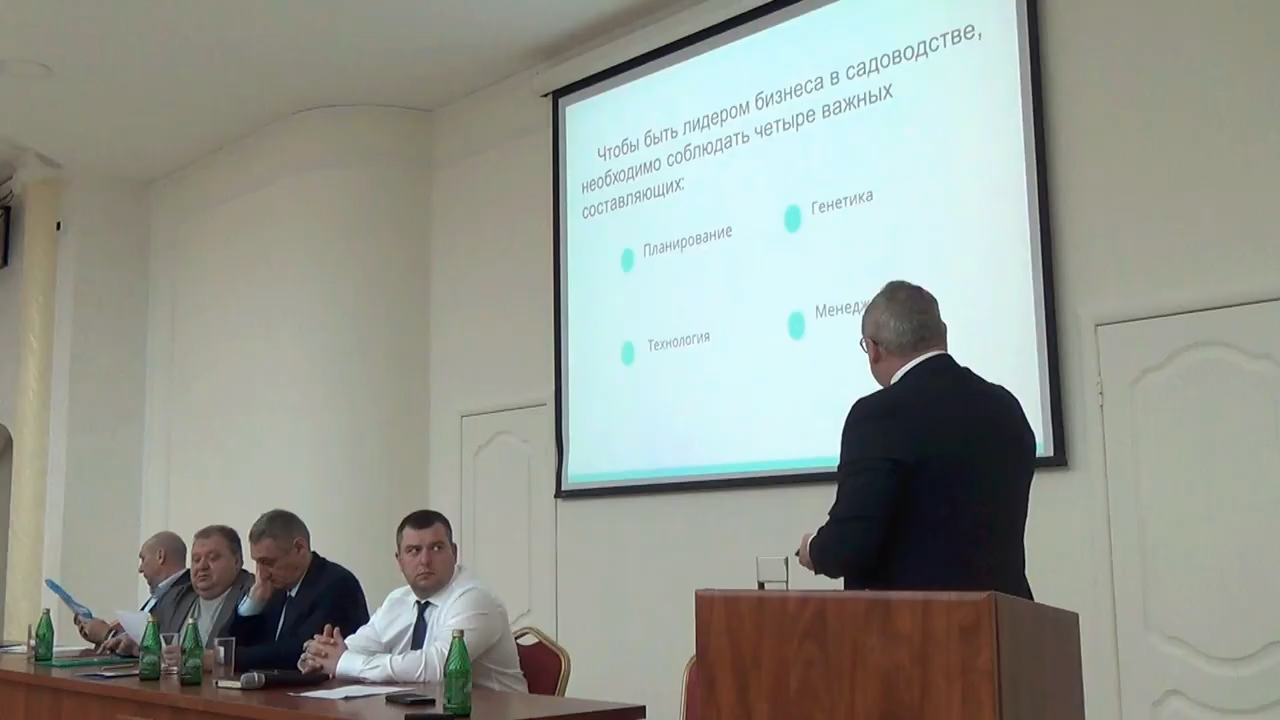 Чтобы быть лидером бизнеса в садоводстве,
необходимо соблюдать четыре важных
составляющих:
Планирование
Генетика
Технология